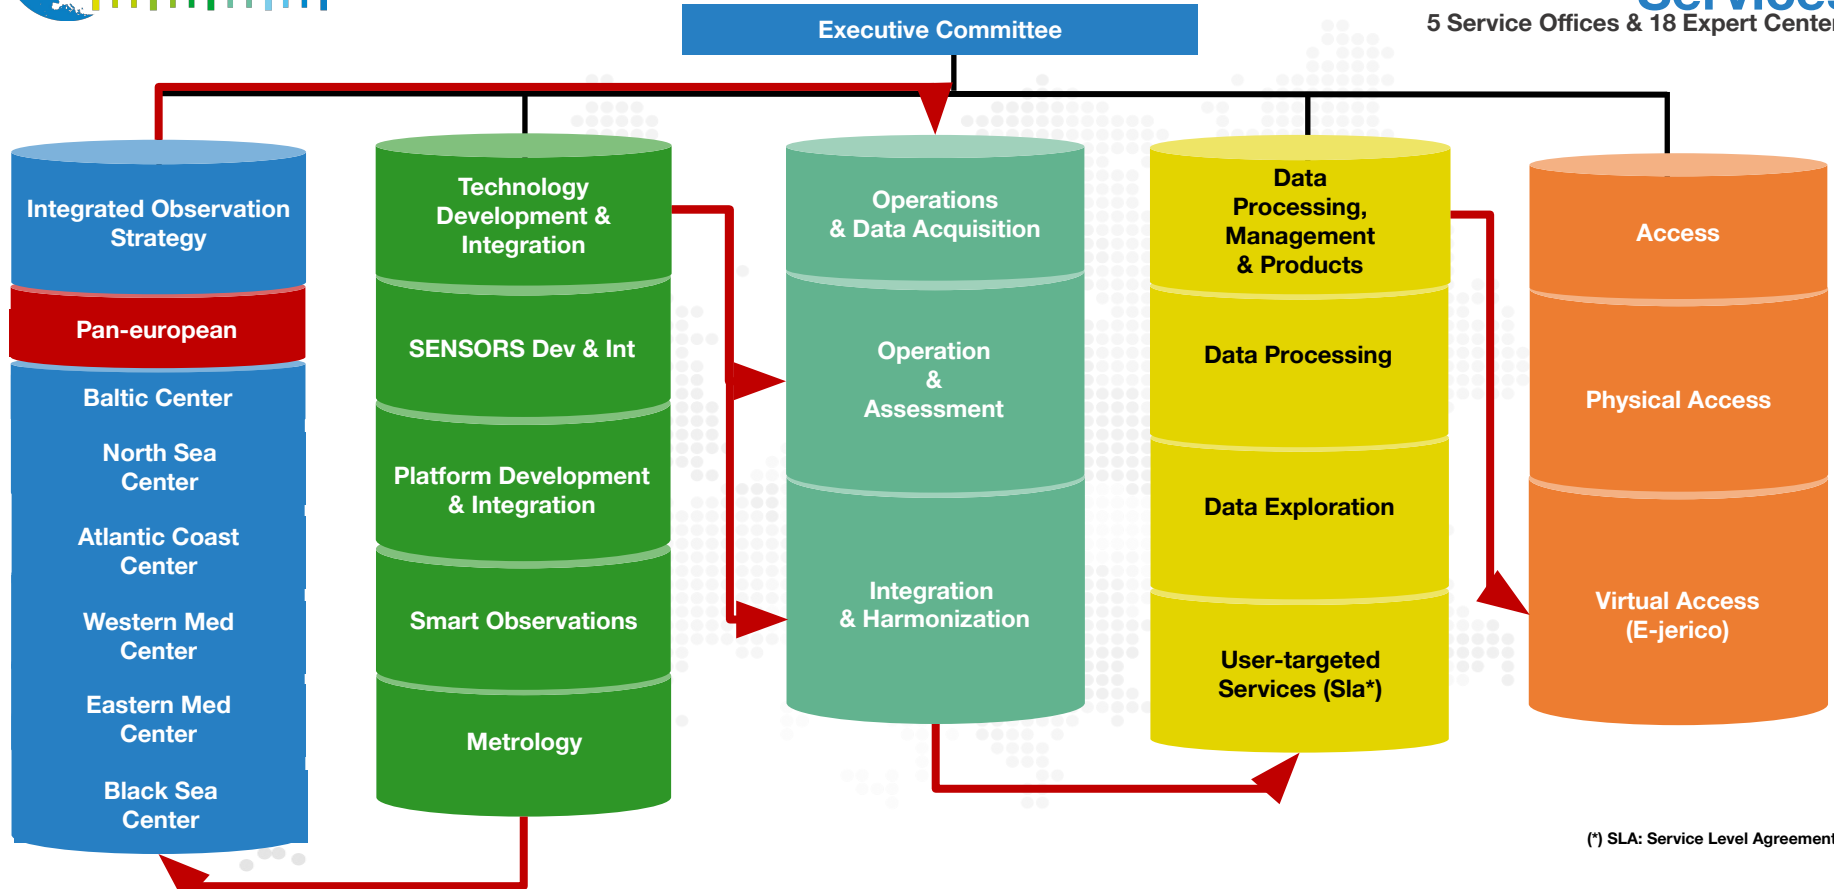 Services
5 Service Offices & 18 Expert Center
Executive Committee
Integrated Observation
Strategy
Pan-european
Baltic Center
North Sea
Center
Atlantic Coast
Center
Western Med
Center
Eastern Med
Center
Black Sea
Center
Technology
Development &
Integration
SENSORS Dev & Int
Platform Development
& Integration
Smart Observations
Metrology
Operations
& Data Acquisition
Operation
&
Assessment
Integration
& Harmonization
Data
Processing,
Management
& Products
Data Processing
Data Exploration
User-targeted
Services (Sla*)
Access
Physical Access
Virtual Access
(E-jerico)
(*) SLA: Service Level Agreement